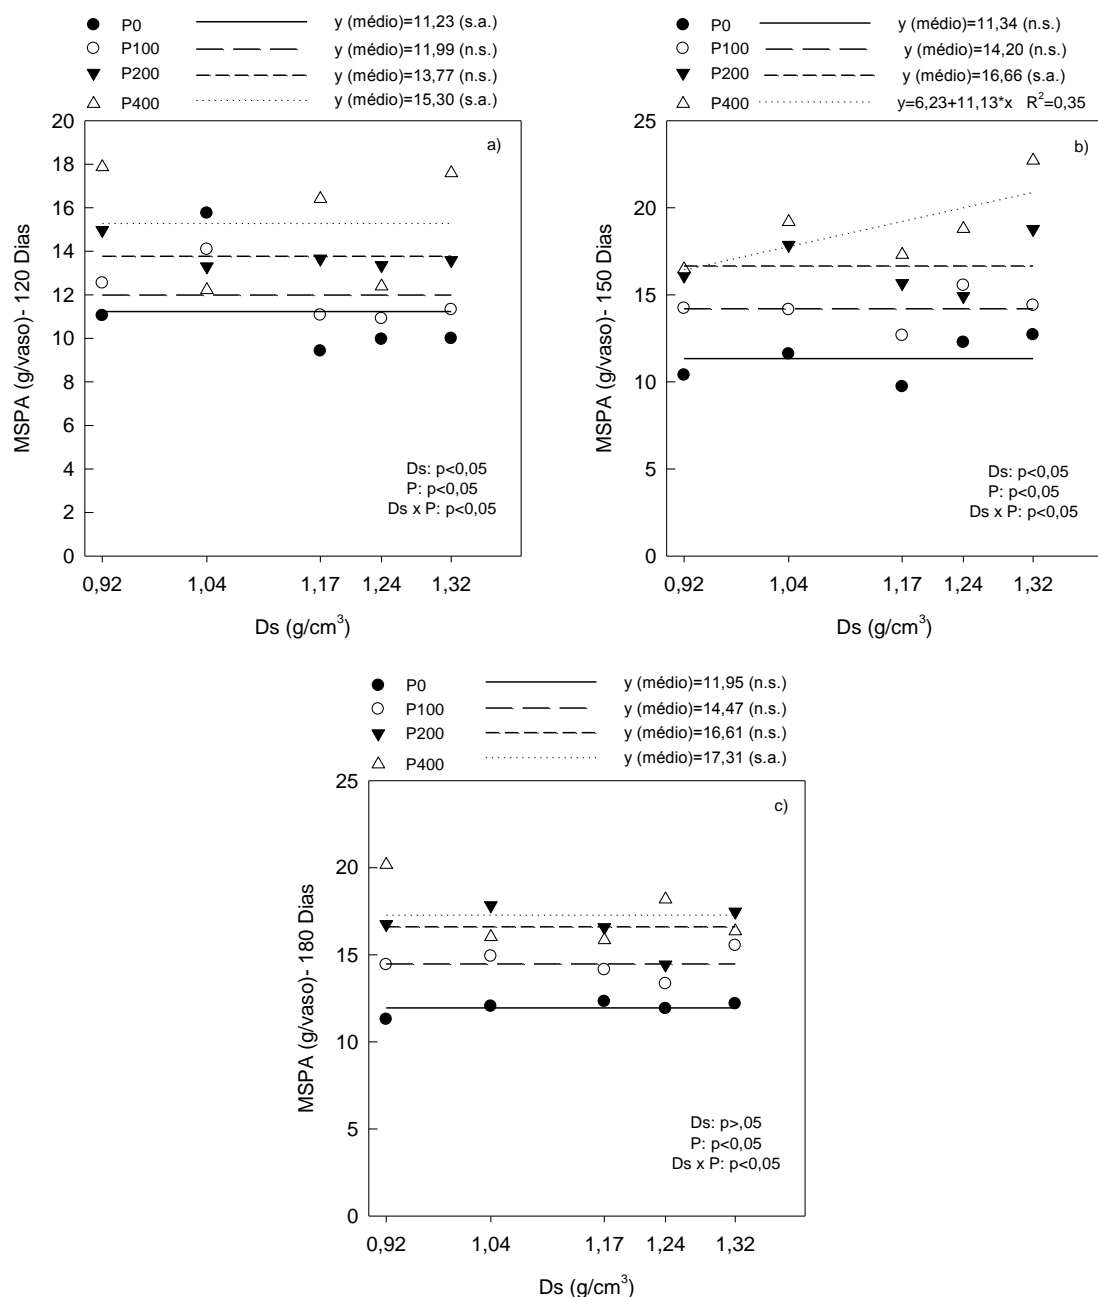 P0 y (médio)=11,23 (s.a.)
P100 y (médio)=11,99 (n.s.)
P200 y (médio)=13,77 (n.s.)
P400 y (médio)=15,30 (s.a.)
a)
20
18
16
14
12
10
8
6
4
2
0
MSPA (g/vaso)- 120 Dias
Ds: p<0,05
P: p<0,05
Ds x P: p<0,05
0,92 1,04 1,17 1,24 1,32
Ds (g/cm³)
P0 y (médio)=11,34 (n.s.)
P100 y (médio)=14,20 (n.s.)
P200 y (médio)=16,66 (s.a.)
P400 y=6,23+11,13*x R²=0,35
b)
25
20
15
10
5
0
MSPA (g/vaso)- 150 Dias
Ds: p<0,05
P: p<0,05
Ds x P: p<0,05
0,92 1,04 1,17 1,24 1,32
Ds (g/cm³)
P0 y (médio)=11,95 (n.s.)
P100 y (médio)=14,47 (n.s.)
P200 y (médio)=16,61 (n.s.)
P400 y (médio)=17,31 (s.a.)
c)
25
20
15
10
5
0
MSPA (g/vaso)- 180 Dias
Ds: p>,05
P: p<0,05
Ds x P: p<0,05
0,92 1,04 1,17 1,24 1,32
Ds (g/cm³)